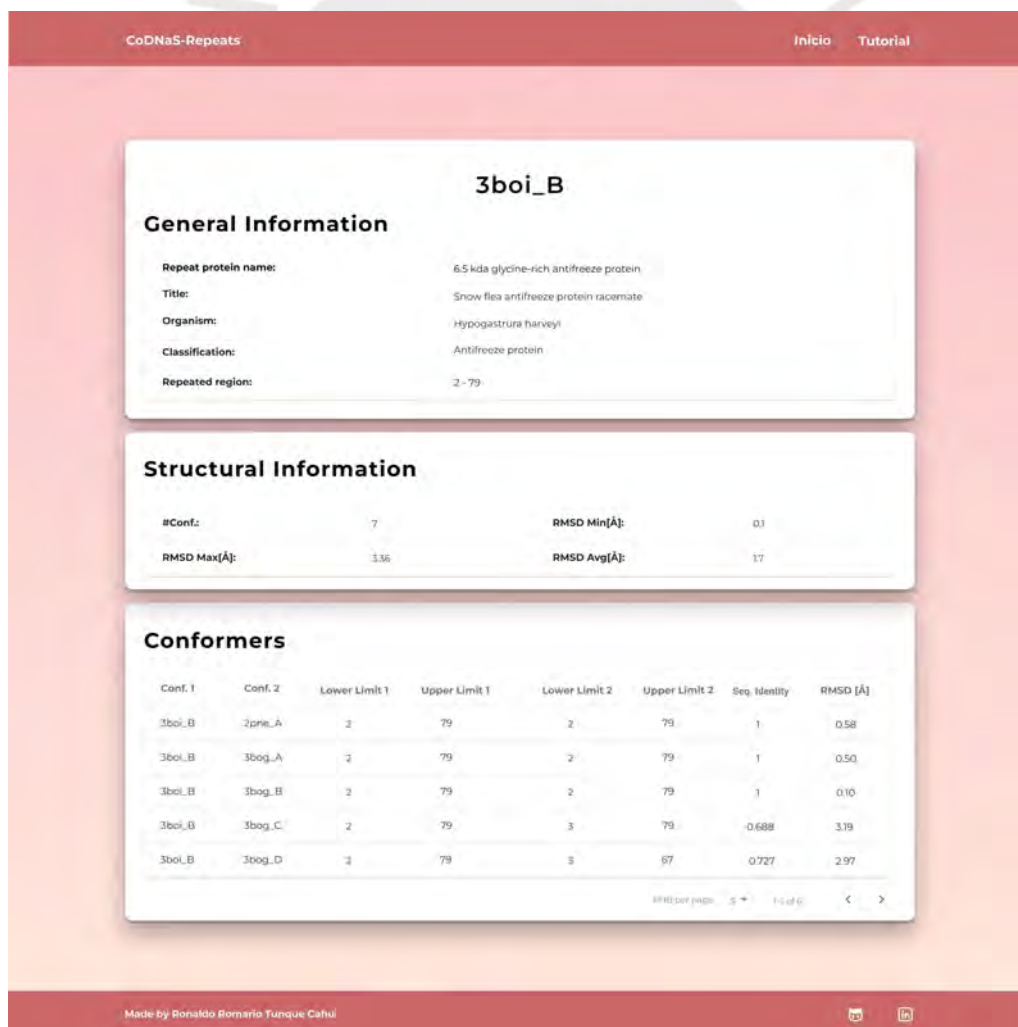 CoDNaS-Repeats Inicio Tutorial
3boi_B
General Information
Repeat protein name: 6.5 kda glycine-rich antifreeze protein
Title: Snow flea antifreeze protein racemate
Organism: Hypogastrura harveyi
Classification: Antifreeze protein
Repeated region: 2 - 79
Structural Information
#Conf.: 7 RMSD Min[Å]: 0.1
RMSD Max[Å]: 3.36 RMSD Avg[Å]: 1.7
Conformers
Conf. 1 Conf. 2 Lower Limit 1 Upper Limit 1 Lower Limit 2 Upper Limit 2 Seq. Identity RMSD [Å]
3boi_B 2pne_A 2 79 2 79 1 0.58
3boi_B 3bog_A 2 79 2 79 1 0.50
3boi_B 3bog_B 2 79 2 79 1 0.10
3boi_B 3bog_C 2 79 3 79 0.688 3.19
3boi_B 3bog_D 2 79 67 0.727 2.97
per page 5 1-5 of 6
Made by Ronaldo Romario Tunque Cahui
in